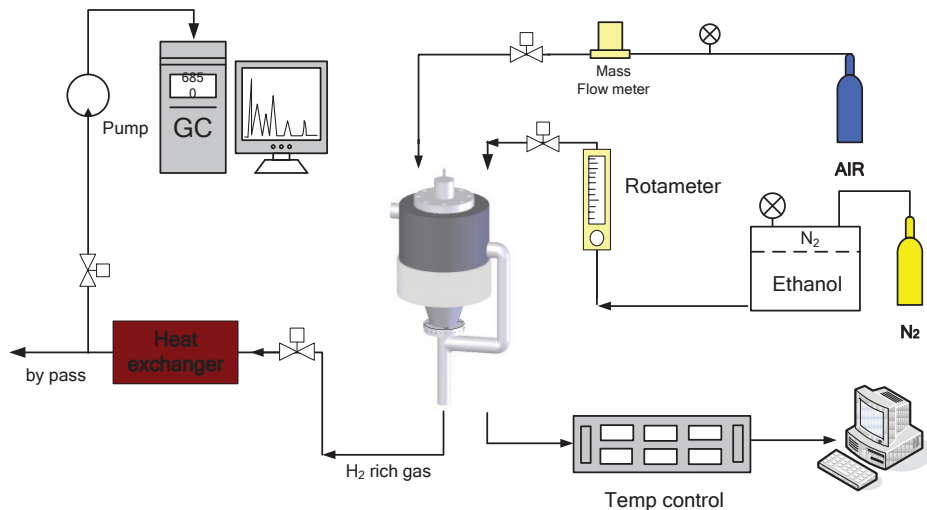 685
0
GC
Pump
Mass
Flow meter
AIR
Rotameter
N₂
Ethanol
N₂
Heat
exchanger
by pass
H₂ rich gas
Temp control